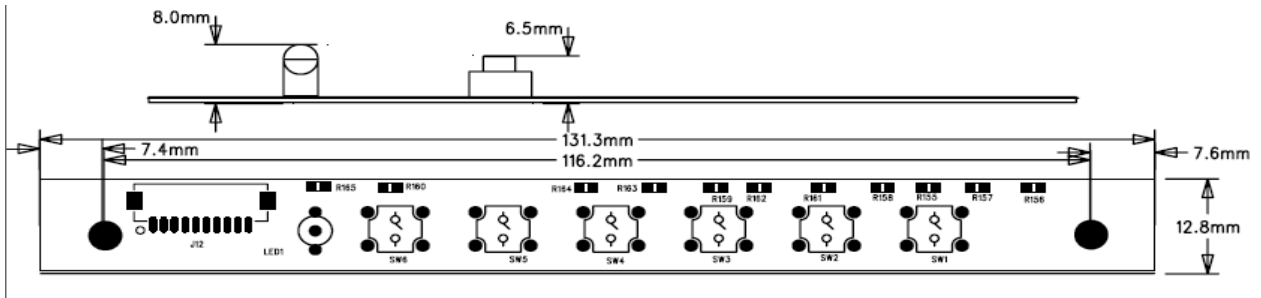 8.0mm
6.5mm
131.3mm
7.4mm
116.2mm
7.6mm
R165
R160
R164
R163
R159
R162
R161
R158
R155
R157
R156
12.8mm
J12
LED1
SW6
SW5
SW4
SW3
SW2
SW1